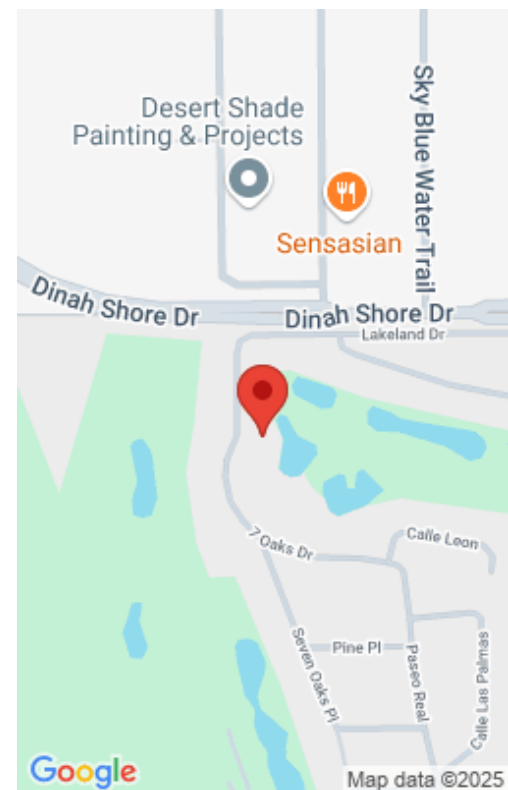 Desert Shade
Painting & Projects
Sky Blue Water Trail
Sensasian
Dinah Shore Dr
Dinah Shore Dr
Lakeland Dr
7 Oaks Dr
Calle Leon
Seven Oaks Pl
Pine Pl
Paseo Real
Calle Las Palmas
Google
Map data ©2025